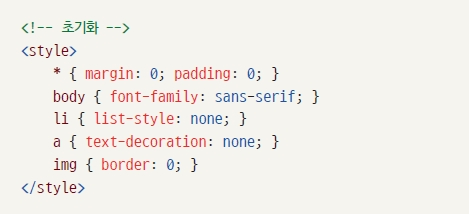 <!-- 초기화 -->
<style>
    * { margin: 0; padding: 0; }
    body { font-family: sans-serif; }
    li { list-style: none; }
    a { text-decoration: none; }
    img { border: 0; }
</style>